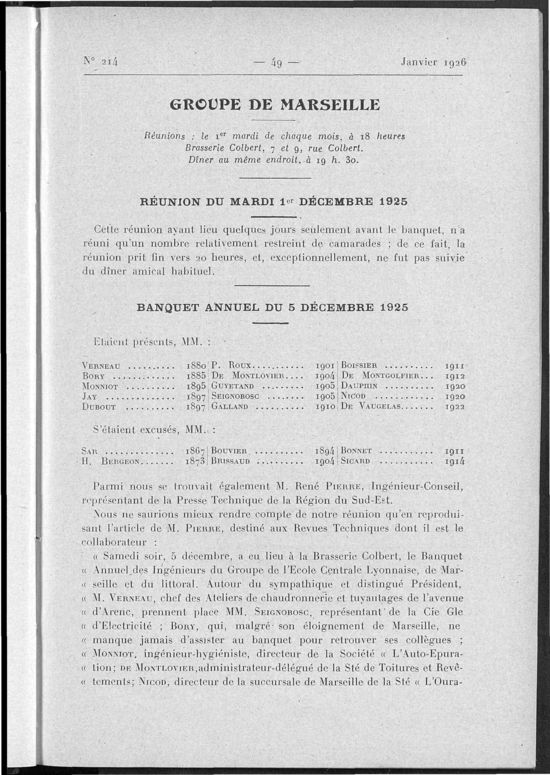 N° 214 — 49 — Janvier 1926
GROUPE DE MARSEILLE
Réunions : le 1er mardi de chaque mois, à 18 heures
Brasserie Colbert, 7 et 9, rue Colbert.
Dîner au même endroit, à 19 h. 30.
RÉUNION DU MARDI 1er DÉCEMBRE 1925
Cette réunion ayant lieu quelques jours seulement avant le banquet, n'a
réuni qu'un nombre relativement restreint de camarades ; de ce fait, la
réunion prit fin vers 20 heures, et, exceptionnellement, ne fut pas suivie
du dîner amical habituel.
BANQUET ANNUEL DU 5 DÉCEMBRE 1925
Étaient présents, MM. :
VERNEAU .......... 1880 P. ROUX........... 1901 BOISSIER .......... 1911
BORY ............. 1885 DE MONTLOVIER.... 1904 DE MONTGOLFIER... 1912
MONNIOT .......... 1895 GUYETAND ......... 1905 DAUPHIN .......... 1920
JAY .............. 1897 SEIGNOBOSC ....... 1905 NICOD ............ 1920
DUBOUT ........... 1897 GALLAND .......... 1910 DE VAUGELAS...... 1922
S'étaient excusés, MM. :
SAR .............. 1867 BOUVIER .......... 1894 BONNET ........... 1911
H. BERGEON....... 1873 BRISSAUD ......... 1904 SICARD ........... 1914
Parmi nous se trouvait également M. René PIERRE, Ingénieur-Conseil,
représentant de la Presse Technique de la Région du Sud-Est.
Nous ne saurions mieux rendre compte de notre réunion qu'en reprodui-
sant l'article de M. PIERRE, destiné aux Revues Techniques dont il est le
collaborateur :
« Samedi soir, 5 décembre, a eu lieu à la Brasserie Colbert, le Banquet
« Annuel des Ingénieurs du Groupe de l'Ecole Centrale Lyonnaise, de Mar-
« seille et du littoral. Autour du sympathique et distingué Président,
« M. VERNEAU, chef des Ateliers de chaudronnerie et tuyautages de l'avenue
« d'Arenc, prennent place MM. SEIGNOBOSC, représentant de la Cie Gle
« d'Electricité ; BORY, qui, malgré son éloignement de Marseille, ne
« manque jamais d'assister au banquet pour retrouver ses collègues ;
« MONNIOT, ingénieur-hygiéniste, directeur de la Société « L'Auto-Epura-
« tion; DE MONTLOVIER, administrateur-délégué de la Sté de Toitures et Revê-
« tements; NICOD, directeur de la succursale de Marseille de la Sté « L'Oura-